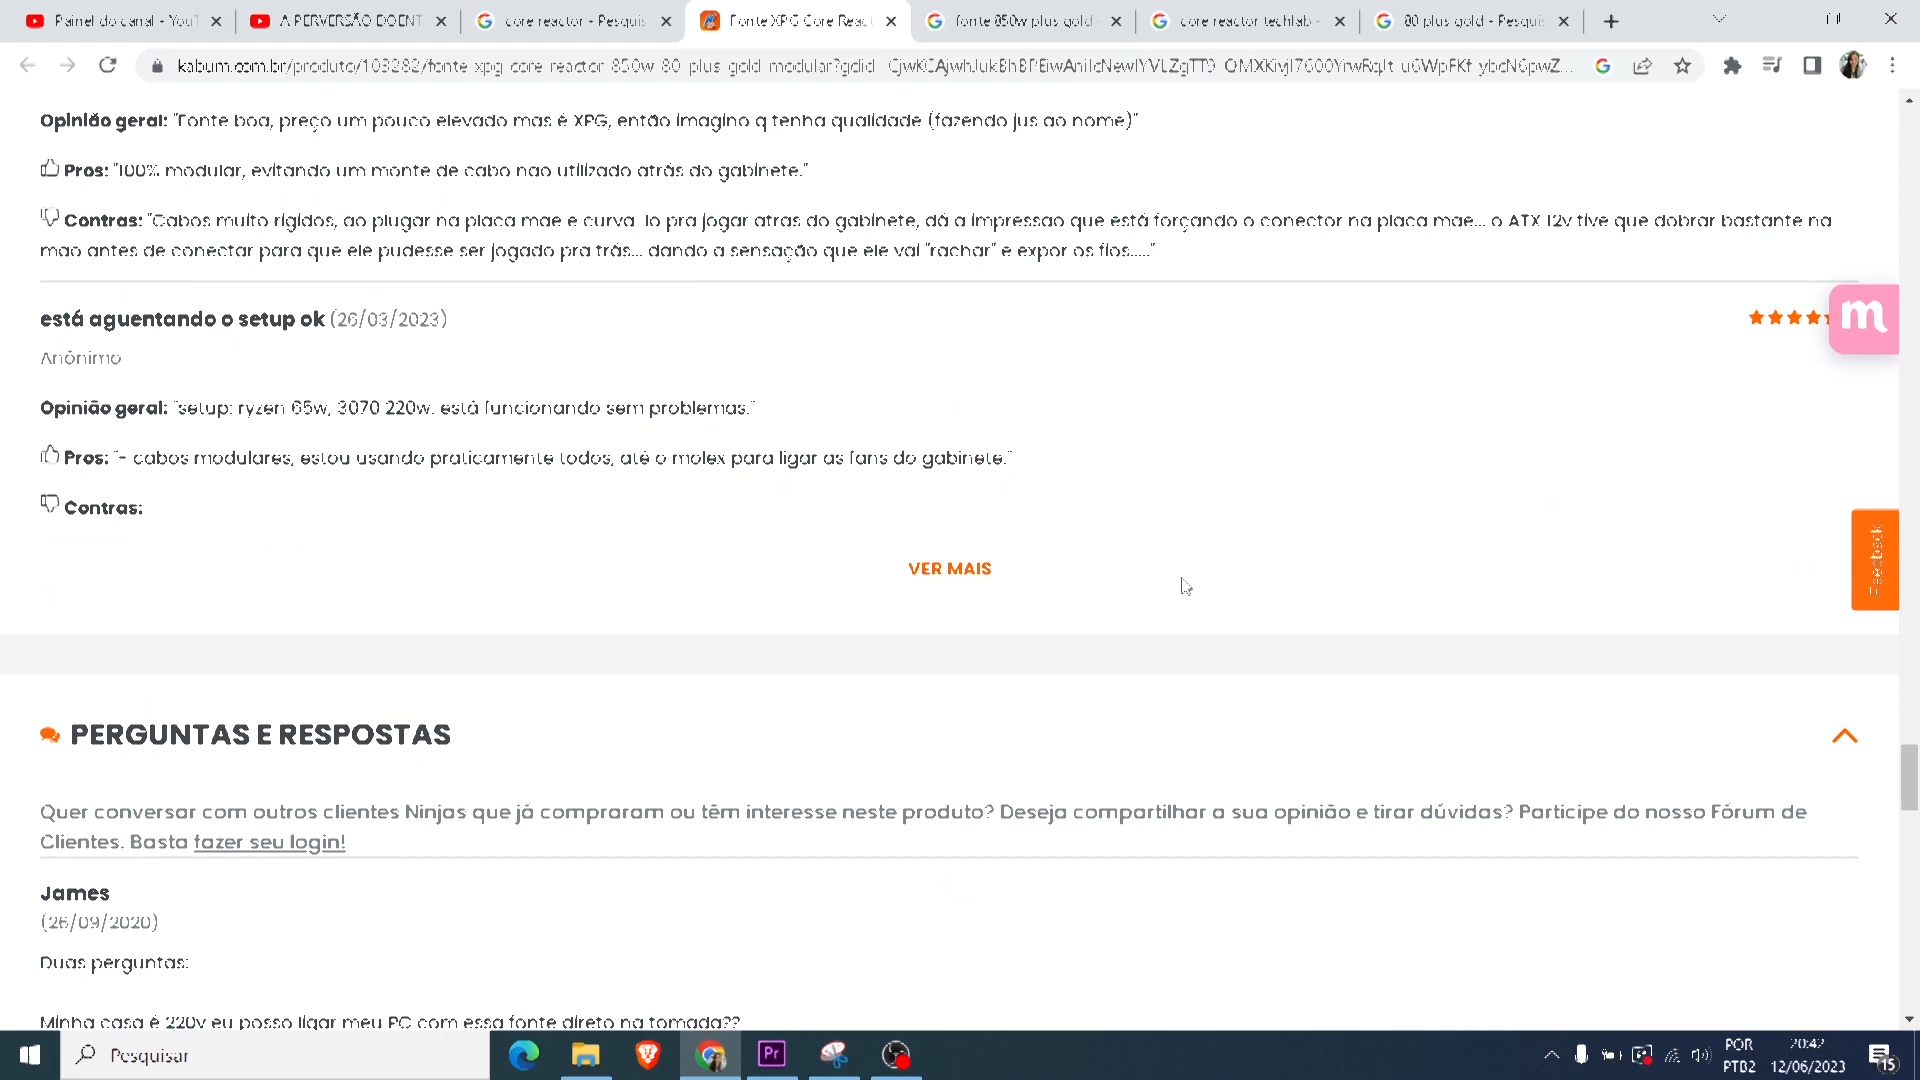 Painel do canal - YouT
A PERVERSÃO DOENT
core reactor - Pesquis
Fonte XPG Core React
fonte 850w plus gold -
core reactor techlab -
80 plus gold - Pesquis
kabum.com.br/produto/103282/fonte-xpg-core-reactor-850w-80-plus-gold-modular?gclid=
Opinião geral: "Fonte boa, preço um pouco elevado mas é XPG, então imagino q tenha qualidade (fazendo jus ao nome)"
Pros: "100% modular, evitando um monte de cabo não utilizado atrás do gabinete."
Contras: "Cabos muito rígidos, ao plugar na placa mãe e curva-lo pra jogar atras do gabinete, dá a impressão que está forçando o conector na placa mãe... o ATX 12v tive que dobrar bastante na
mão antes de conectar para que ele pudesse ser jogado pra trás... dando a sensação que ele vai "rachar" e expor os fios....."
está aguentando o setup ok (26/03/2023)
Anônimo
m
Opinião geral: "setup: ryzen 65w, 3070 220w. está funcionando sem problemas."
Pros: "- cabos modulares, estou usando praticamente todos, até o molex para ligar as fans do gabinete."
Contras:
Feedback
VER MAIS
PERGUNTAS E RESPOSTAS
Quer conversar com outros clientes Ninjas que já compraram ou têm interesse neste produto? Deseja compartilhar a sua opinião e tirar dúvidas? Participe do nosso Fórum de
Clientes. Basta fazer seu login!
James
(26/09/2020)
Duas perguntas:
Minha casa é 220v eu posso ligar meu PC com essa fonte direto na tomada??
Pesquisar
Pr
POR
PTB2
20:42
12/06/2023
15